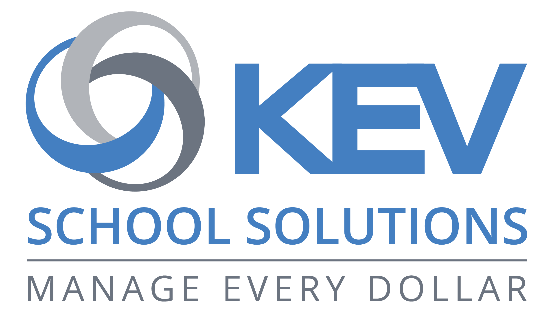 KEV
SCHOOL SOLUTIONS
MANAGE EVERY DOLLAR